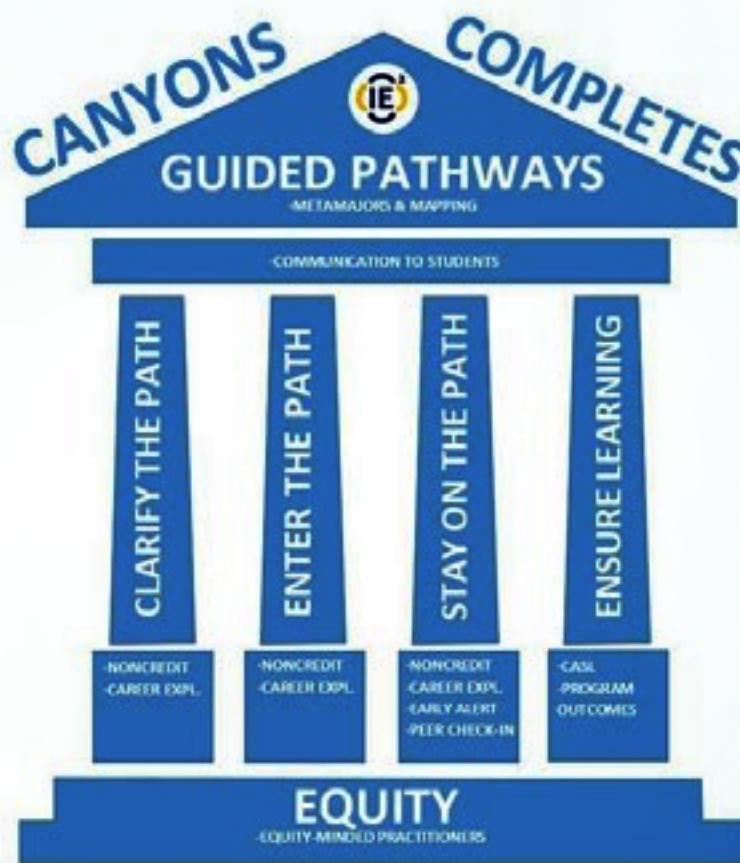 CANYONS COMPLETES
IE
GUIDED PATHWAYS
-METAMAJORS & MAPPING
-COMMUNICATION TO STUDENTS
CLARIFY THE PATH
ENTER THE PATH
STAY ON THE PATH
ENSURE LEARNING
-NONCREDIT
-CAREER EXPL.
-NONCREDIT
-CAREER EXPL.
-NONCREDIT
-CAREER EXPL.
-EARLY ALERT
-PEER CHECK-IN
-CASL
-PROGRAM
OUTCOMES
EQUITY
-EQUITY-MINDED PRACTITIONERS